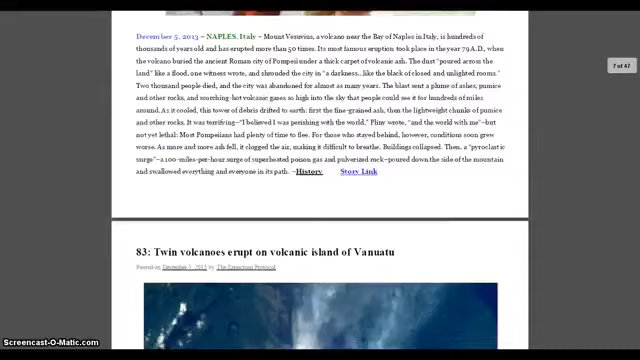 December 5, 2013 – NAPLES, Italy – Mount Vesuvius, a volcano near the Bay of Naples in Italy, is hundreds of
thousands of years old and has erupted more than 50 times. Its most famous eruption took place in the year 79 A.D., when
the volcano buried the ancient Roman city of Pompeii under a thick carpet of volcanic ash. The dust “poured across the
land” like a flood, one witness wrote, and shrouded the city in “a darkness…like the black of closed and unlighted rooms.”
Two thousand people died, and the city was abandoned for almost as many years. The blast sent a plume of ashes, pumice
and other rocks, and scorching-hot volcanic gases so high into the sky that people could see it for hundreds of miles
around. As it cooled, this tower of debris drifted to earth: first the fine-grained ash, then the lightweight chunks of pumice
and other rocks. It was terrifying–“I believed I was perishing with the world,” Pliny wrote, “and the world with me”–but
not yet lethal: Most Pompeiians had plenty of time to flee. For those who stayed behind, however, conditions soon grew
worse. As more and more ash fell, it clogged the air, making it difficult to breathe. Buildings collapsed. Then, a “pyroclastic
surge”–a 100-miles-per-hour surge of superheated poison gas and pulverized rock–poured down the side of the mountain
and swallowed everything and everyone in its path. –History Story Link
7 of 47
83: Twin volcanoes erupt on volcanic island of Vanuatu
Posted on December 5, 2013 by The Extinction Protocol
Screencast-O-Matic.com